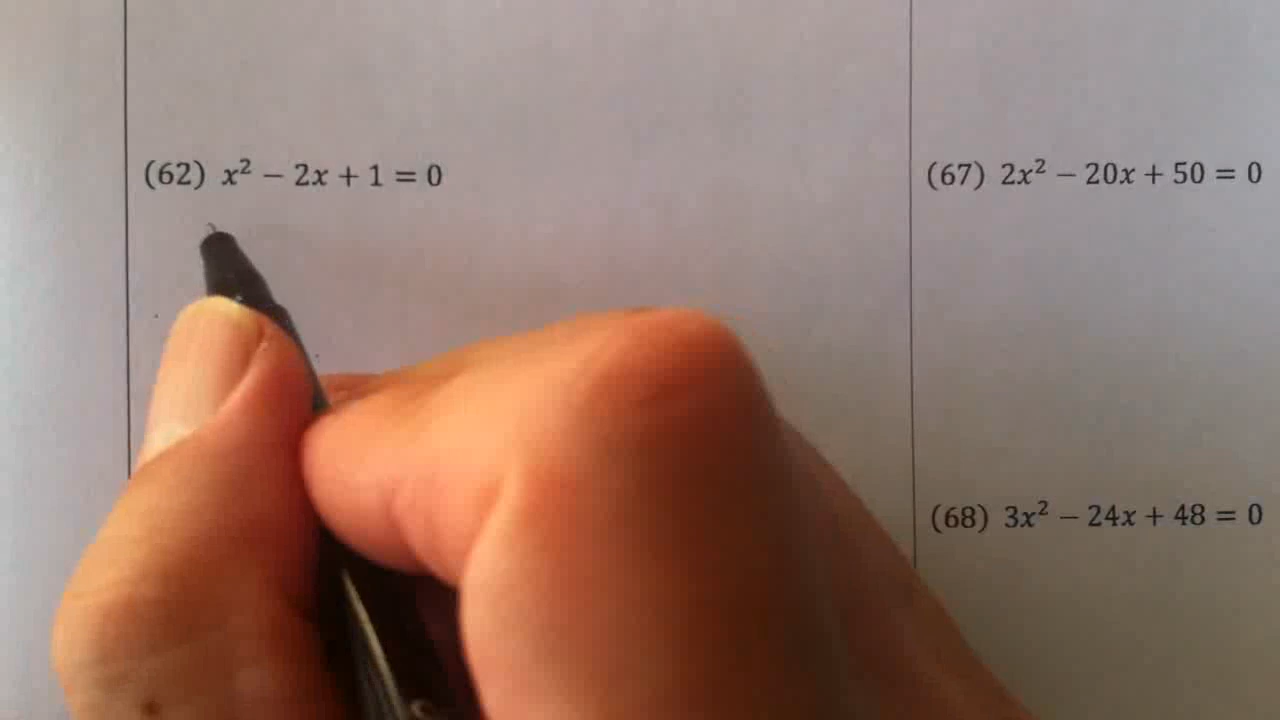 (62) x² − 2x + 1 = 0
(67) 2x² − 20x + 50 = 0
(68) 3x² − 24x + 48 = 0